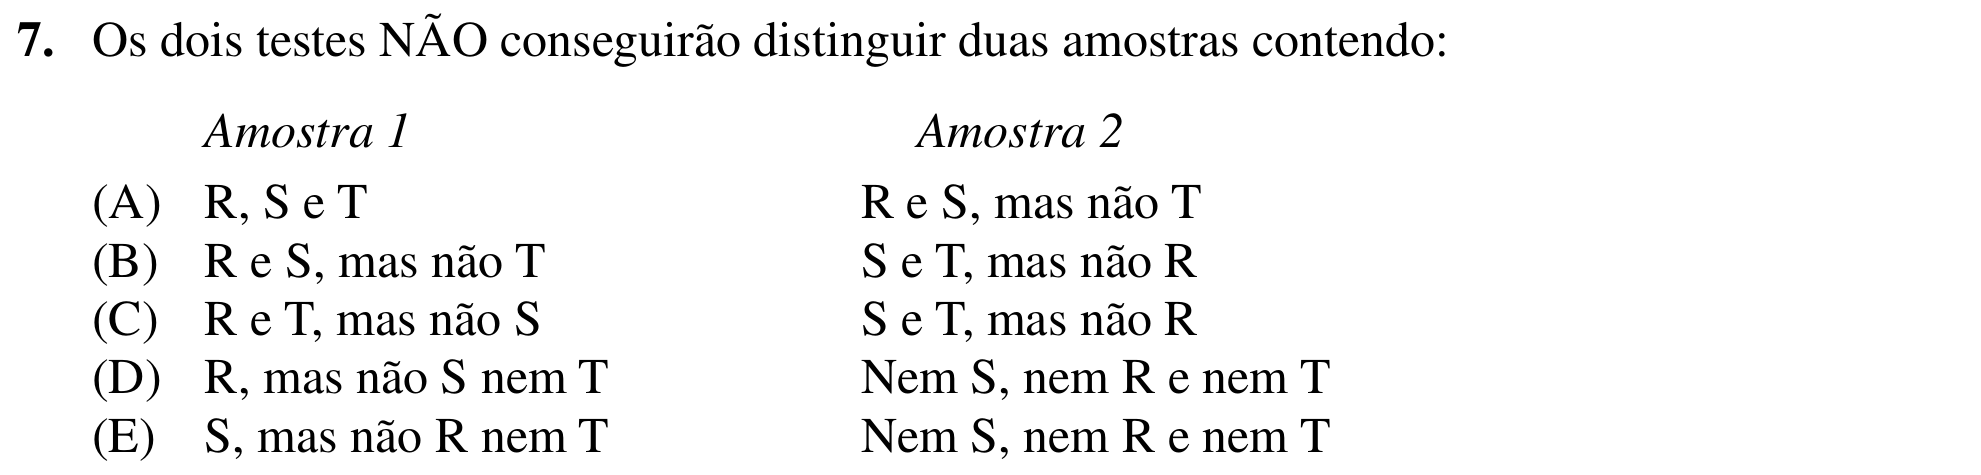 7. Os dois testes NÃO conseguirão distinguir duas amostras contendo:
Amostra 1 Amostra 2
(A) R, S e T R e S, mas não T
(B) R e S, mas não T S e T, mas não R
(C) R e T, mas não S S e T, mas não R
(D) R, mas não S nem T Nem S, nem R e nem T
(E) S, mas não R nem T Nem S, nem R e nem T